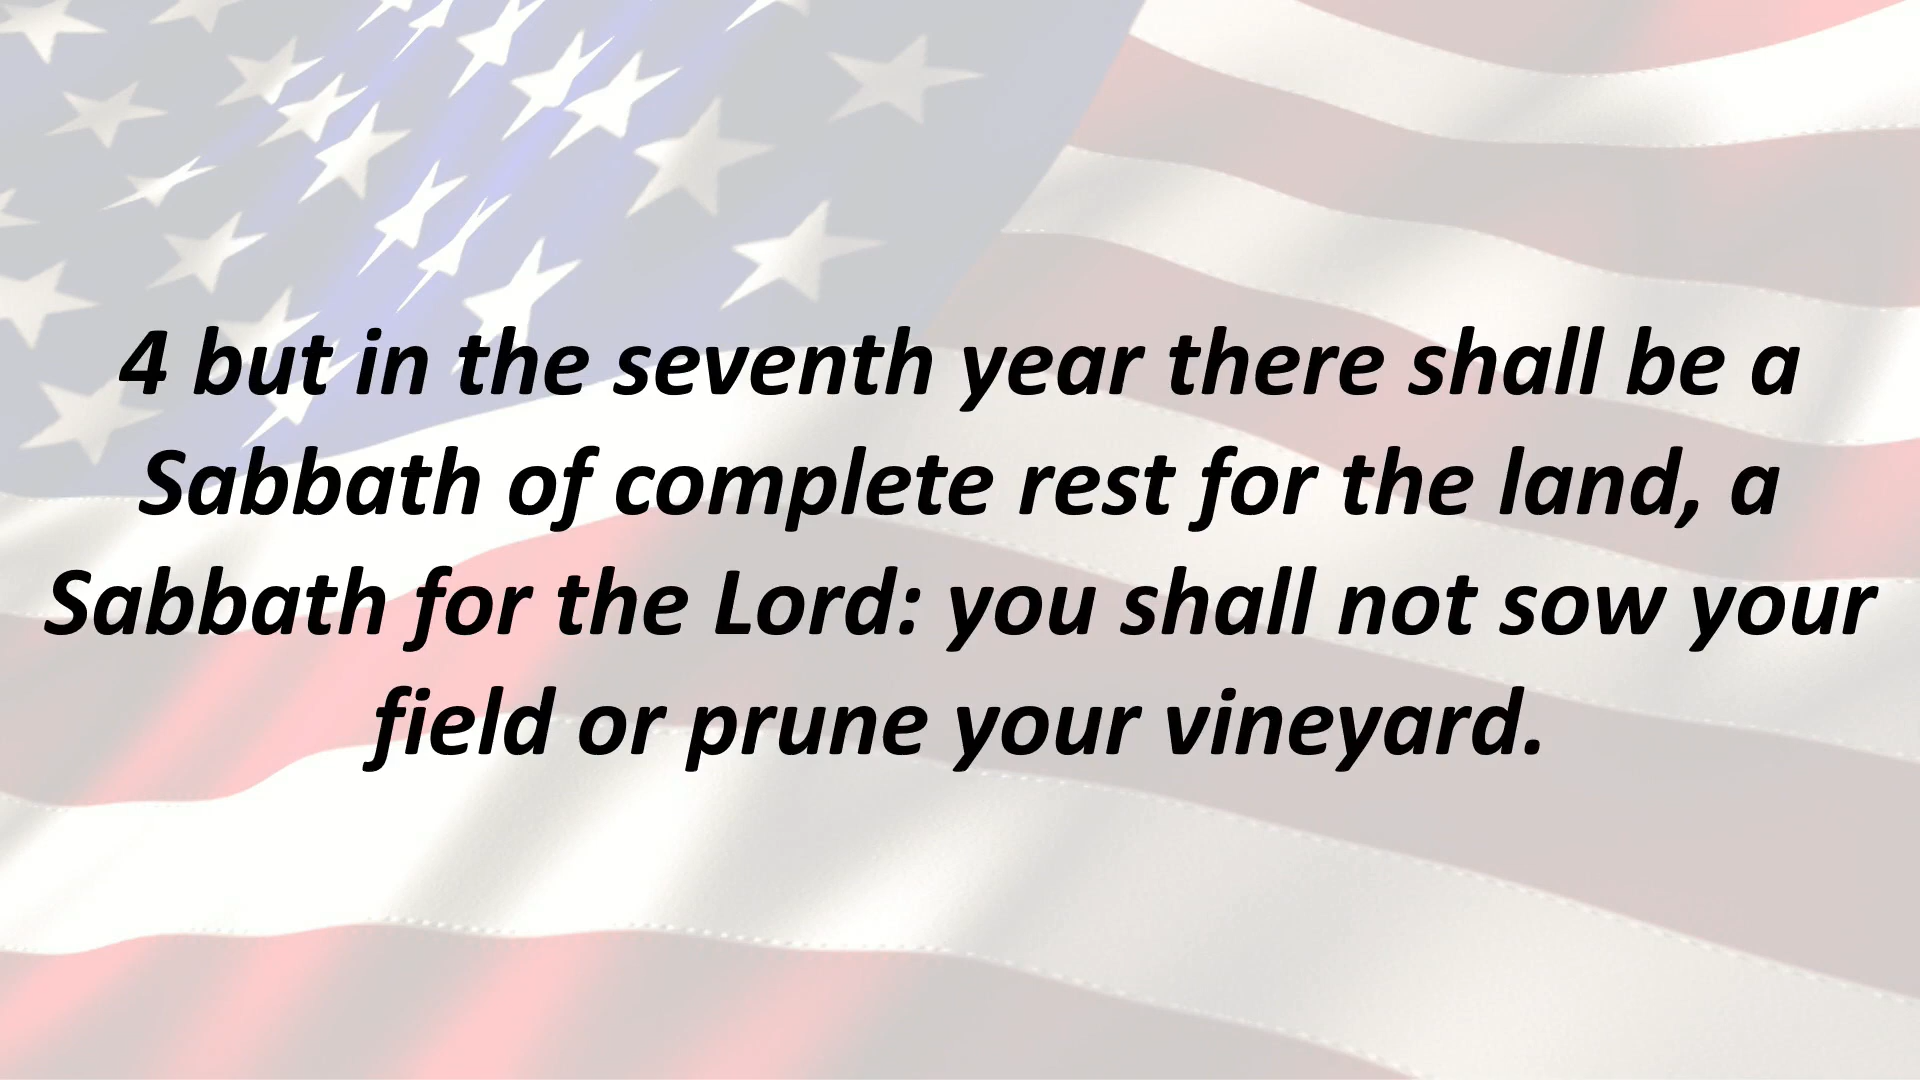 4 but in the seventh year there shall be a
Sabbath of complete rest for the land, a
Sabbath for the Lord: you shall not sow your
field or prune your vineyard.